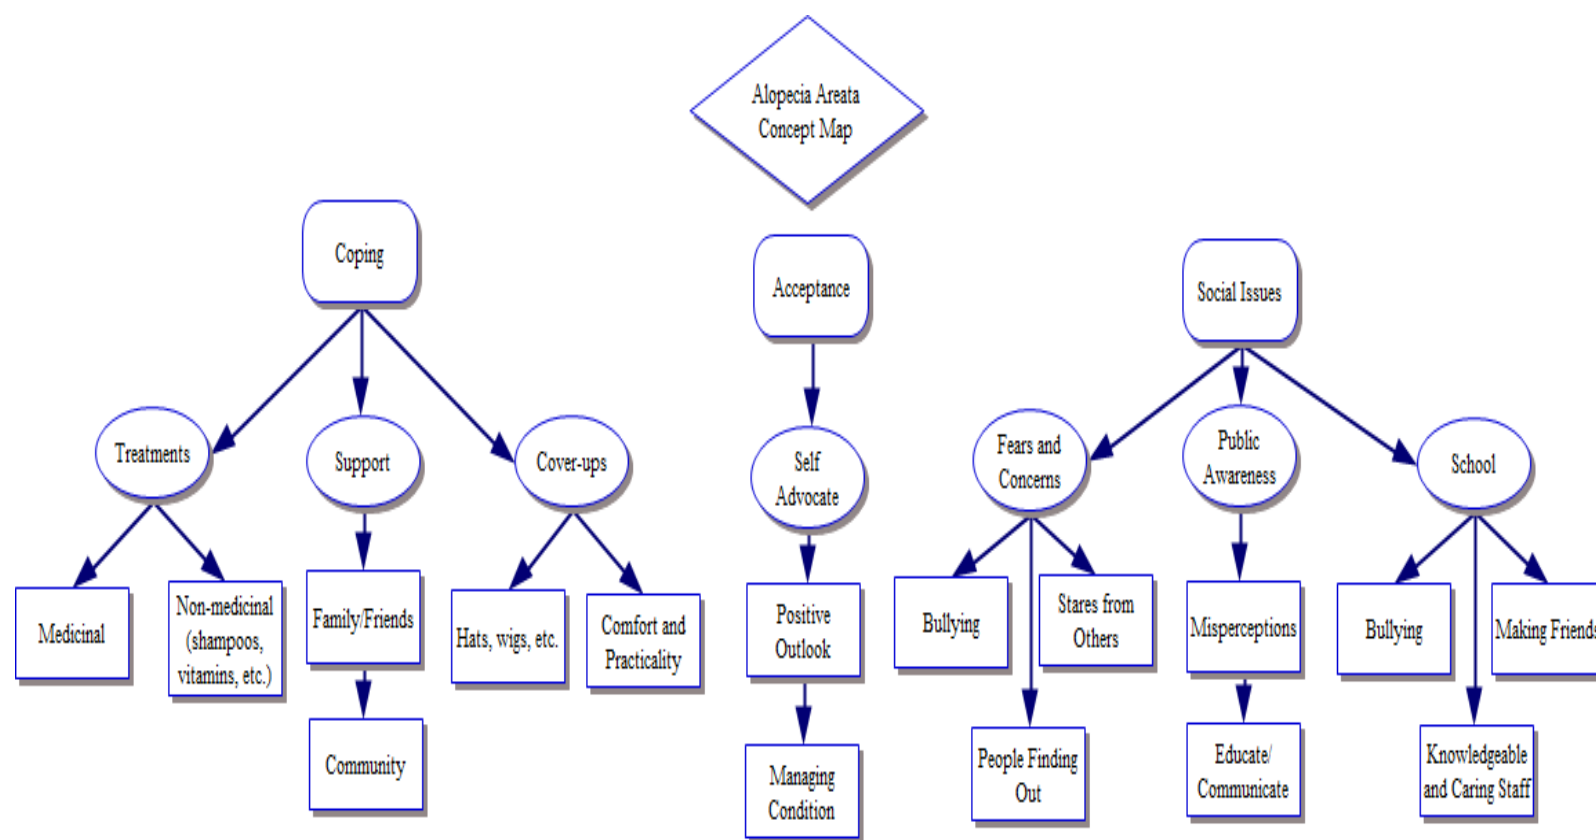 Alopecia Areata
Concept Map
Coping
Acceptance
Social Issues
Treatments
Support
Cover-ups
Self
Advocate
Fears and
Concerns
Public
Awareness
School
Medicinal
Non-medicinal
(shampoos,
vitamins, etc.)
Family/Friends
Hats, wigs, etc.
Comfort and
Practicality
Positive
Outlook
Bullying
Stares from
Others
Misperceptions
Bullying
Making Friends
Community
Managing
Condition
People Finding
Out
Educate/
Communicate
Knowledgeable
and Caring Staff